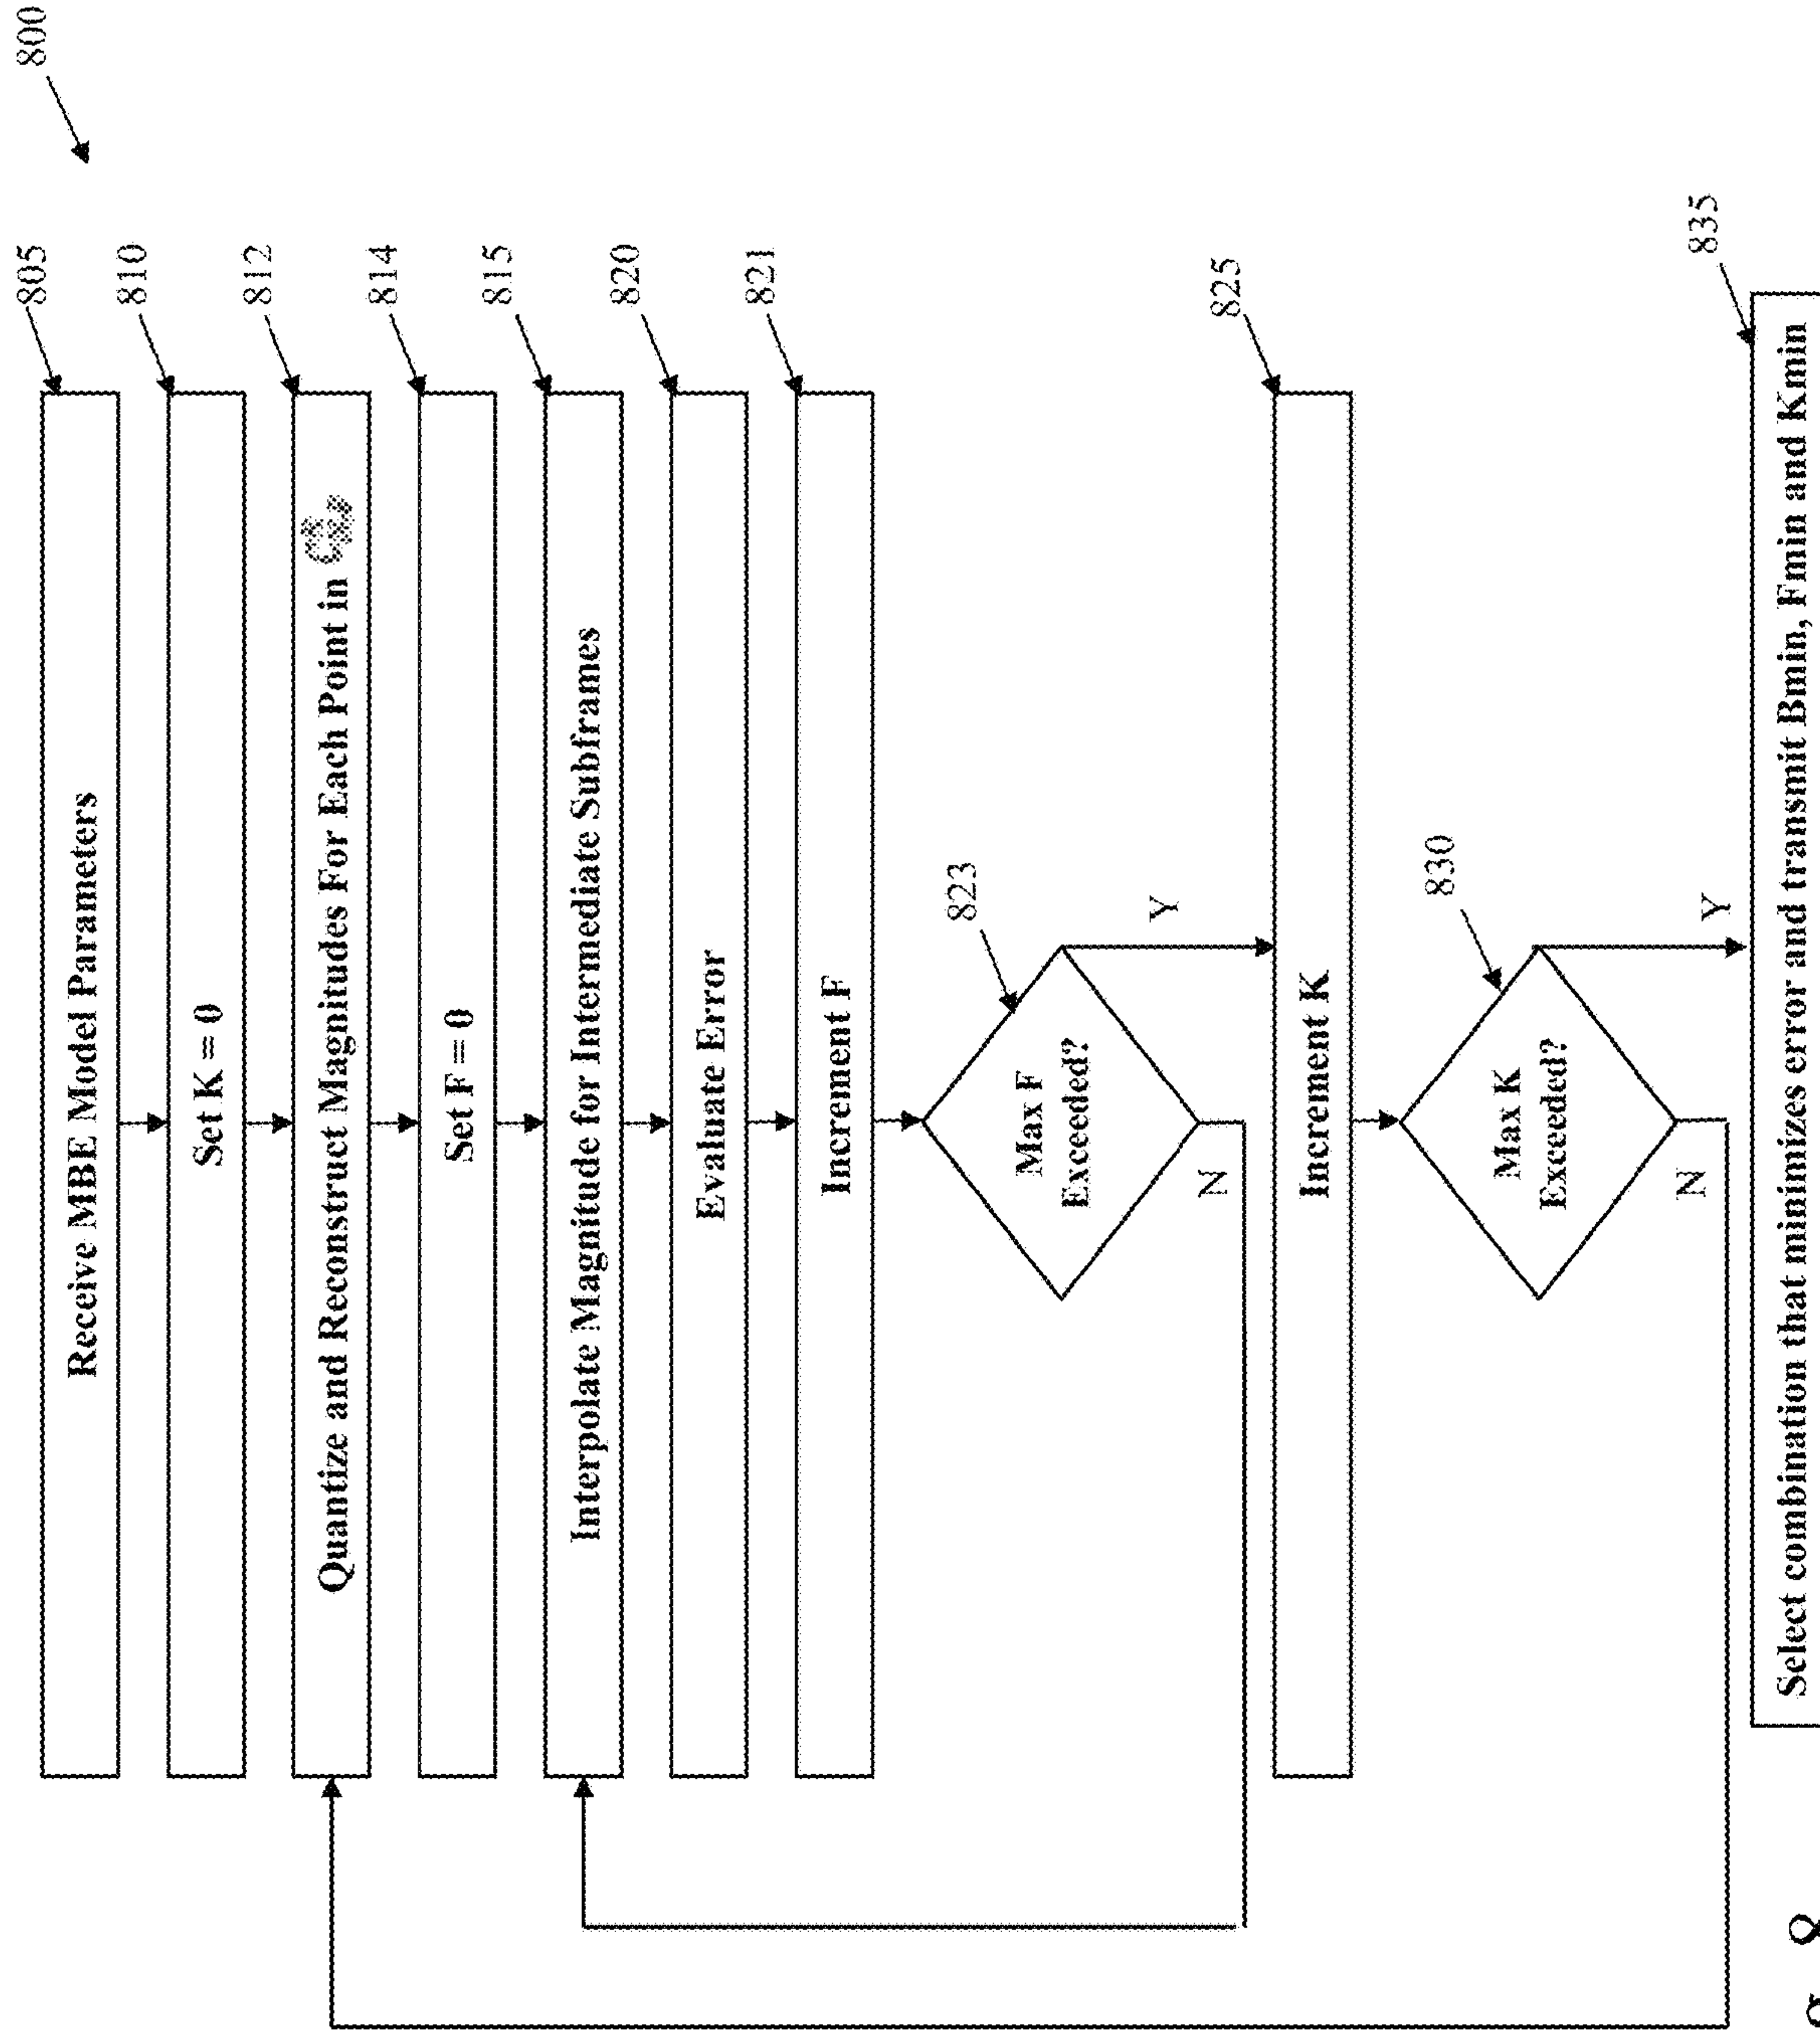 800
Receive MBE Model Parameters
805
Set K = 0
810
Quantize and Reconstruct Magnitudes For Each Point in
812
Set F = 0
814
Interpolate Magnitude for Intermediate Subframes
815
Evaluate Error
820
Increment F
821
Max F
Exceeded?
823
Y
N
Increment K
825
Max K
Exceeded?
830
Y
N
Select combination that minimizes error and transmit Bmin, Fmin and Kmin
835
8